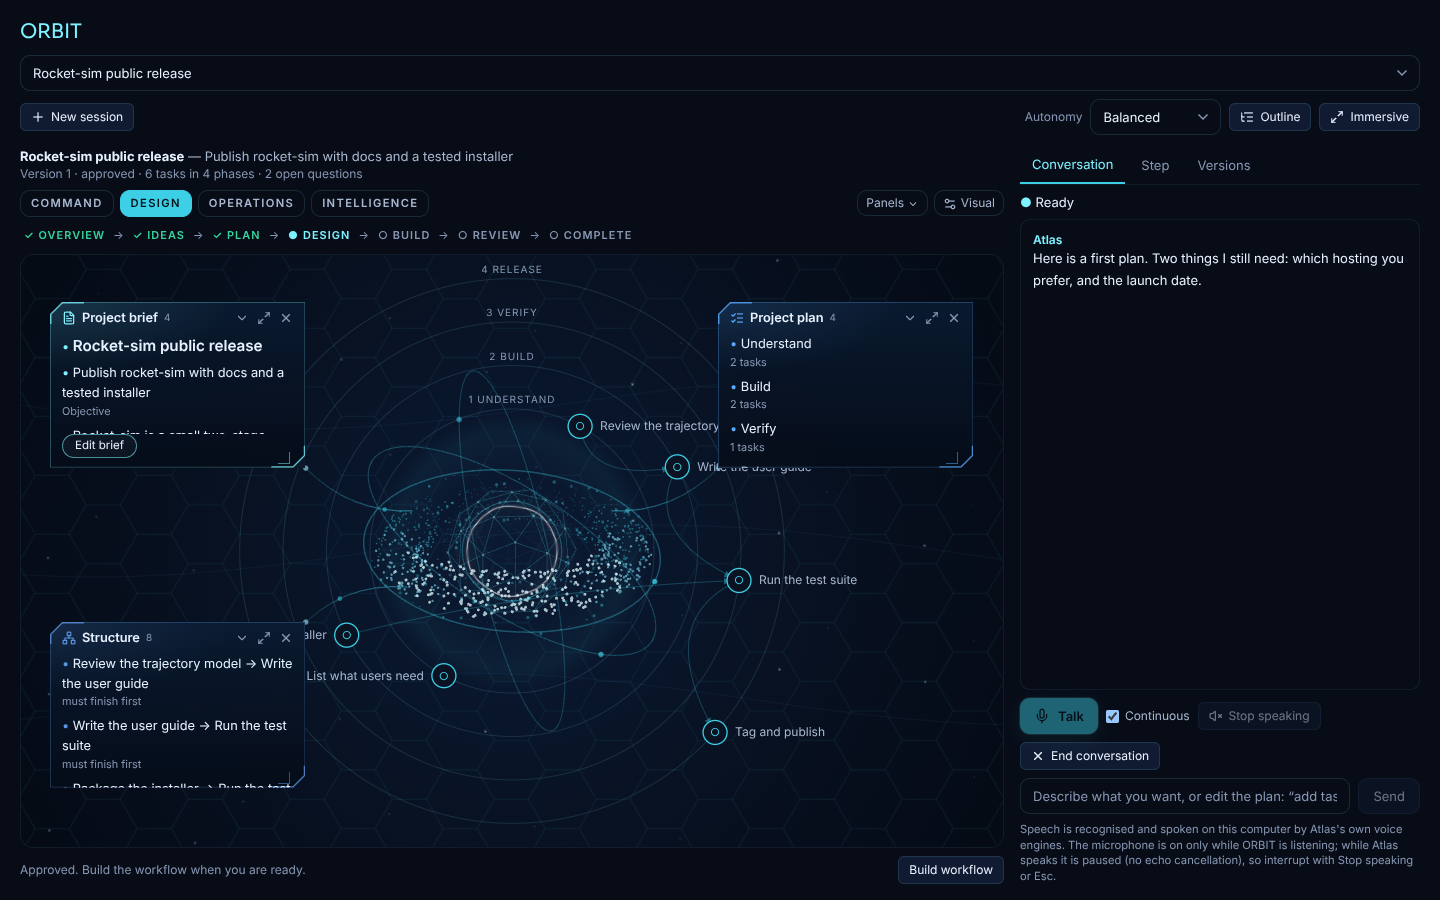 ORBIT
Rocket-sim public release
New session
Autonomy
Balanced
Outline
Immersive
Rocket-sim public release — Publish rocket-sim with docs and a tested installer
Version 1 · approved · 6 tasks in 4 phases · 2 open questions
COMMAND
DESIGN
OPERATIONS
INTELLIGENCE
Panels
Visual
OVERVIEW → IDEAS → PLAN → DESIGN → BUILD → REVIEW → COMPLETE
4 RELEASE
3 VERIFY
2 BUILD
1 UNDERSTAND
Project brief 4
• Rocket-sim public release
• Publish rocket-sim with docs and a
tested installer
Objective
Edit brief
Project plan 4
• Understand
2 tasks
• Build
2 tasks
• Verify
1 tasks
Review the trajectory
Write the user guide
Run the test suite
aller
List what users need
Tag and publish
Structure 8
• Review the trajectory model → Write
the user guide
must finish first
• Write the user guide → Run the test
suite
must finish first
• Package the installer → Run the test
Approved. Build the workflow when you are ready.
Build workflow
Conversation
Step
Versions
Ready
Atlas
Here is a first plan. Two things I still need: which hosting you
prefer, and the launch date.
Talk
Continuous
Stop speaking
End conversation
Describe what you want, or edit the plan: “add tas
Send
Speech is recognised and spoken on this computer by Atlas's own voice
engines. The microphone is on only while ORBIT is listening; while Atlas
speaks it is paused (no echo cancellation), so interrupt with Stop speaking
or Esc.